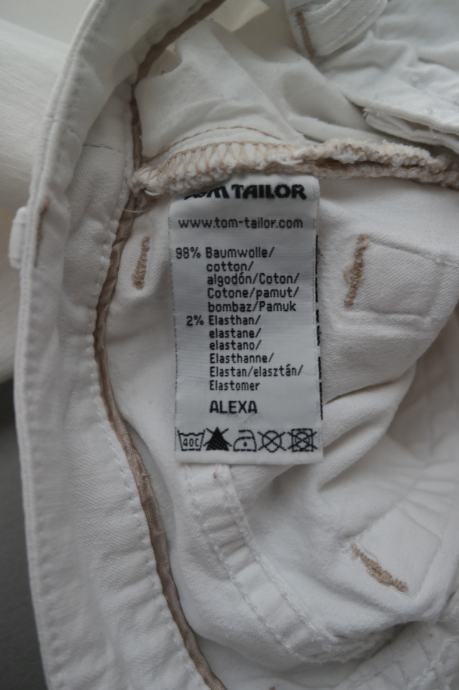 TOM TAILOR
www.tom-tailor.com
98% Baumwolle/
cotton/
algodón/Coton/
Cotone/pamut/
bombaz/Pamuk
2% Elasthan/
elastane/
elastano/
Elasthanne/
Elastan/elasztán/
Elastomer
ALEXA
40C